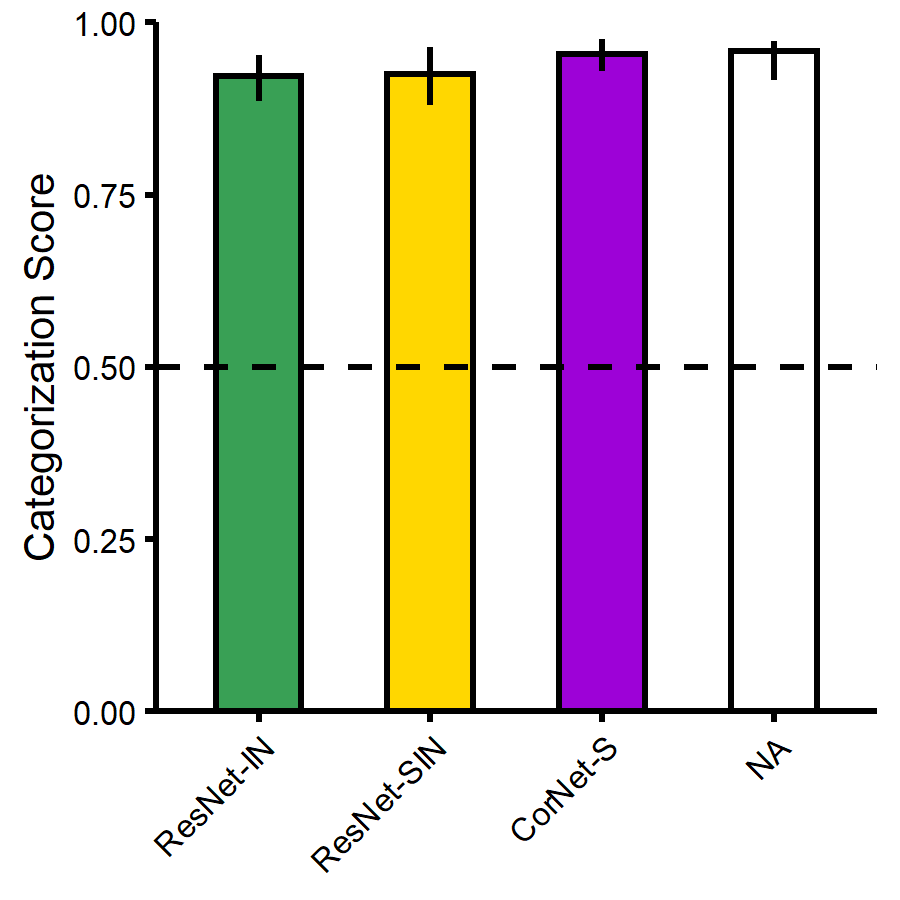 Categorization Score
1.00
0.75
0.50
0.25
0.00
ResNet-IN
ResNet-SIN
CorNet-S
NA